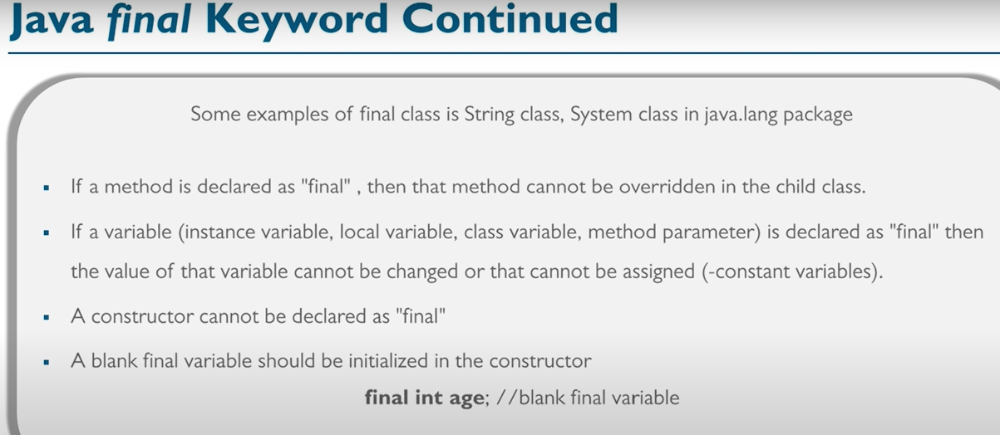 Java final Keyword Continued
Some examples of final class is String class, System class in java.lang package
▪ If a method is declared as "final" , then that method cannot be overridden in the child class.
▪ If a variable (instance variable, local variable, class variable, method parameter) is declared as "final" then
the value of that variable cannot be changed or that cannot be assigned (-constant variables).
▪ A constructor cannot be declared as "final"
▪ A blank final variable should be initialized in the constructor
final int age; //blank final variable